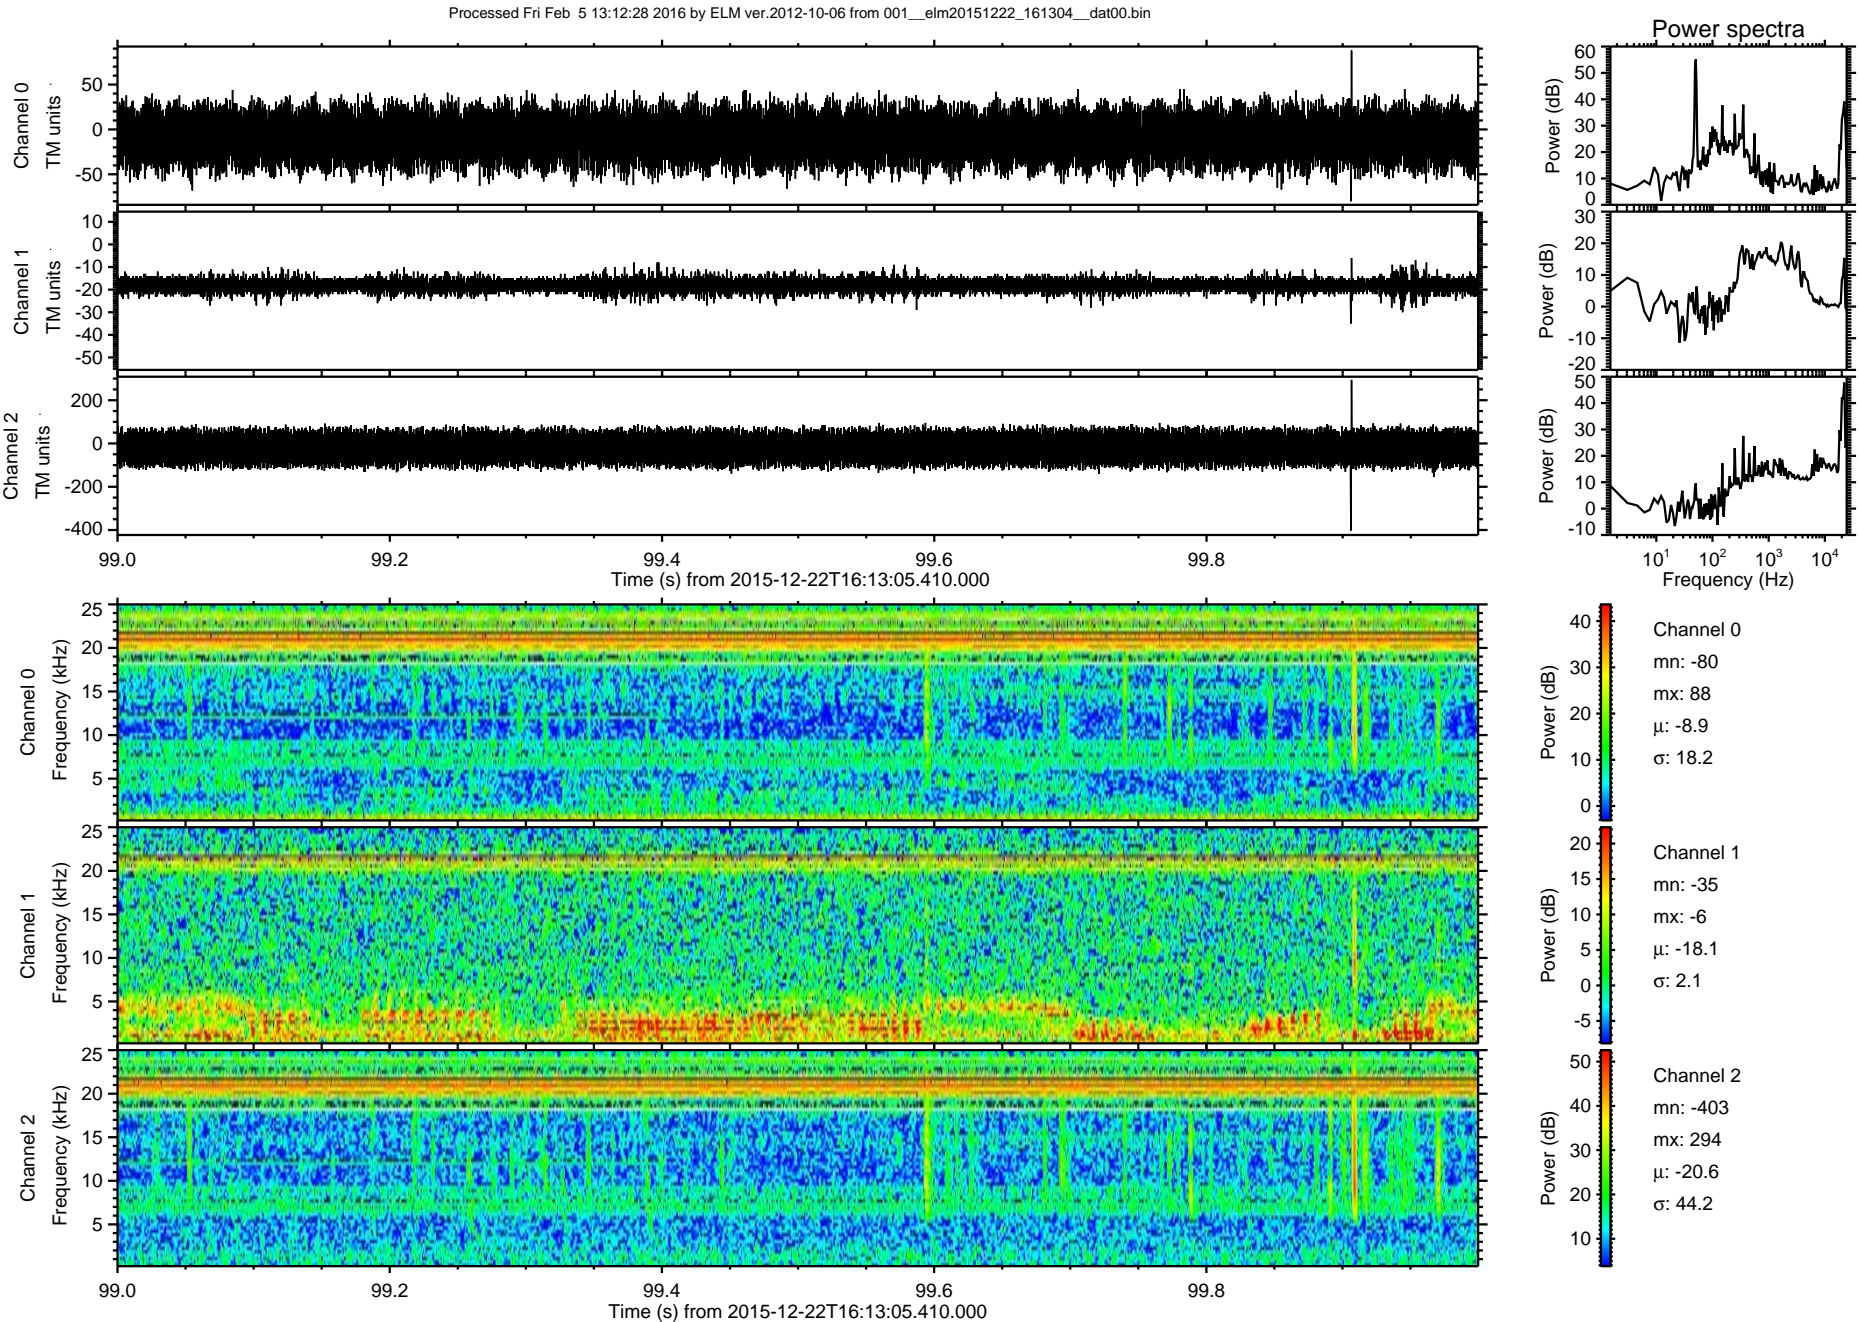 Processed Fri Feb  5 13:12:28 2016 by ELM ver.2012-10-06 from 001__elm20151222_161304__dat00.bin
Power spectra
Channel 0
TM units
50
0
-50
Power (dB)
60
50
40
30
20
10
0
Channel 1
TM units
10
0
-10
-20
-30
-40
-50
Power (dB)
30
20
10
0
-10
-20
Channel 2
TM units
200
0
-200
-400
Power (dB)
50
40
30
20
10
0
-10
99.0 99.2 99.4 99.6 99.8
Time (s) from 2015-12-22T16:13:05.410.000
10^1 10^2 10^3 10^4
Frequency (Hz)
Channel 0
Frequency (kHz)
25
20
15
10
5
Power (dB)
40
30
20
10
0
Channel 0
mn: -80
mx: 88
μ: -8.9
σ: 18.2
Channel 1
Frequency (kHz)
25
20
15
10
5
Power (dB)
20
15
10
5
0
-5
Channel 1
mn: -35
mx: -6
μ: -18.1
σ: 2.1
Channel 2
Frequency (kHz)
25
20
15
10
5
Power (dB)
50
40
30
20
10
Channel 2
mn: -403
mx: 294
μ: -20.6
σ: 44.2
99.0 99.2 99.4 99.6 99.8
Time (s) from 2015-12-22T16:13:05.410.000